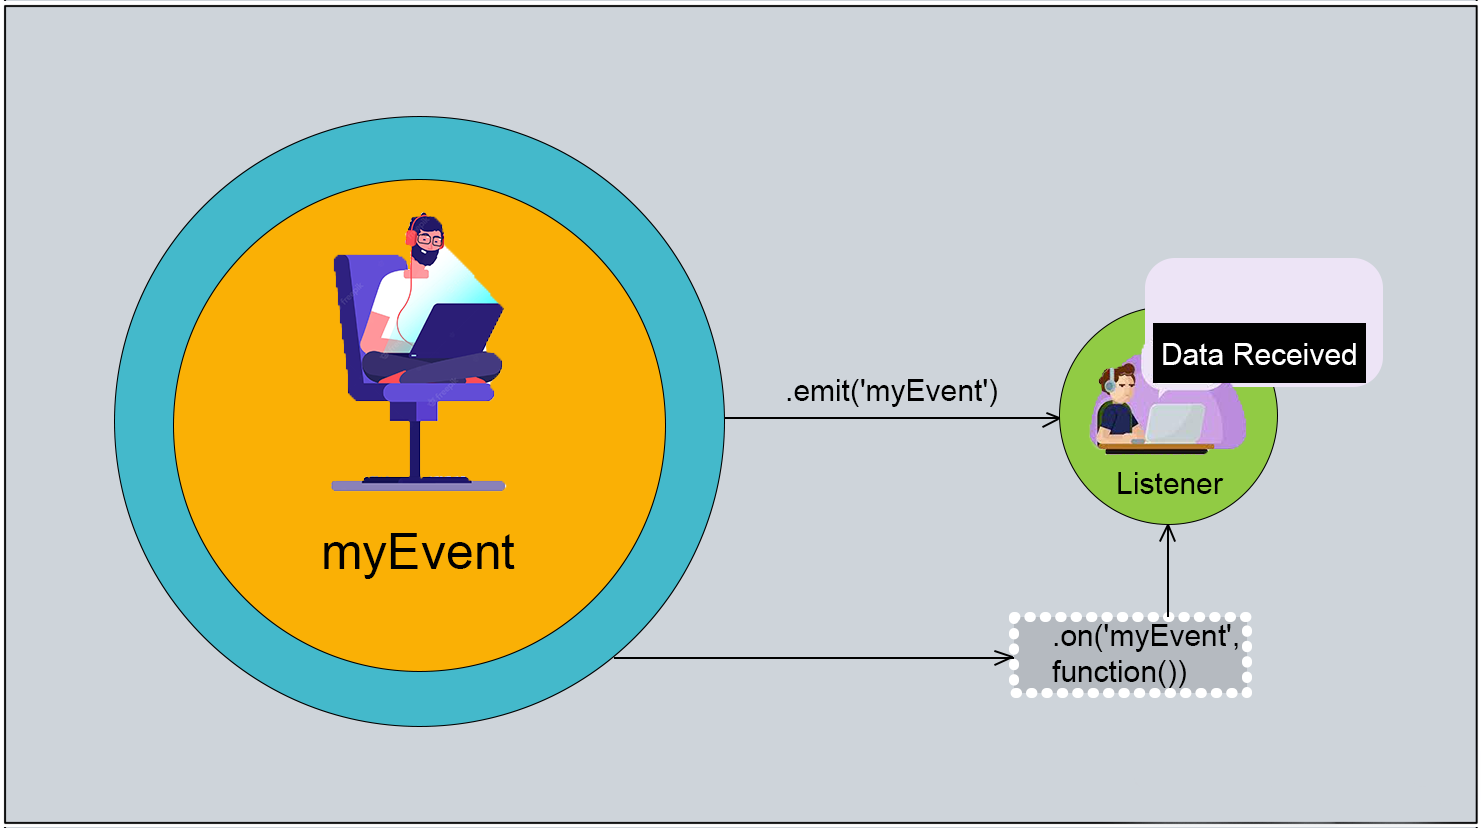 myEvent
.emit('myEvent')
Data Received
Listener
.on('myEvent',
function())